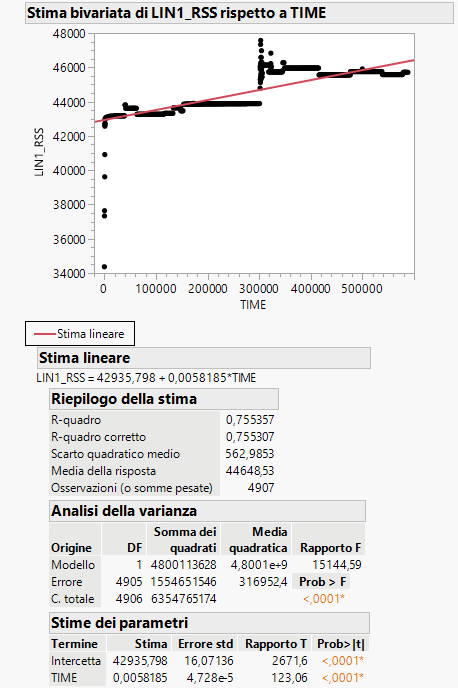 Stima bivariata di LIN1_RSS rispetto a TIME
48000
46000
44000
42000
40000
38000
36000
34000
LIN1_RSS
0 100000 200000 300000 400000 500000
TIME
Stima lineare
Stima lineare
LIN1_RSS = 42935,798 + 0,0058185*TIME
Riepilogo della stima
R-quadro 0,755357
R-quadro corretto 0,755307
Scarto quadratico medio 562,9853
Media della risposta 44648,53
Osservazioni (o somme pesate) 4907
Analisi della varianza
Somma dei Media
Origine DF quadrati quadratica Rapporto F
Modello 1 4800113628 4,8001e+9 15144,59
Errore 4905 1554651546 316952,4 Prob > F
C. totale 4906 6354765174 <,0001*
Stime dei parametri
Termine Stima Errore std Rapporto T Prob>|t|
Intercetta 42935,798 16,07136 2671,6 <,0001*
TIME 0,0058185 4,728e-5 123,06 <,0001*